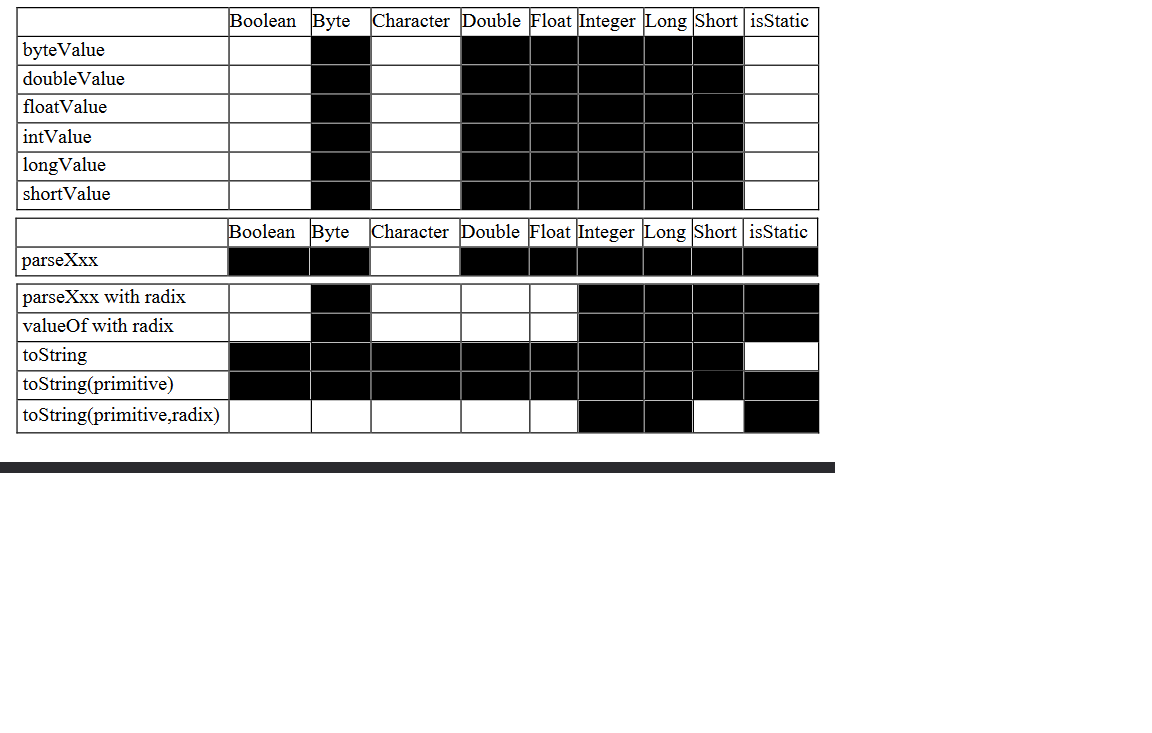 Boolean Byte Character Double Float Integer Long Short isStatic
byteValue
doubleValue
floatValue
intValue
longValue
shortValue
Boolean Byte Character Double Float Integer Long Short isStatic
parseXxx
parseXxx with radix
valueOf with radix
toString
toString(primitive)
toString(primitive,radix)